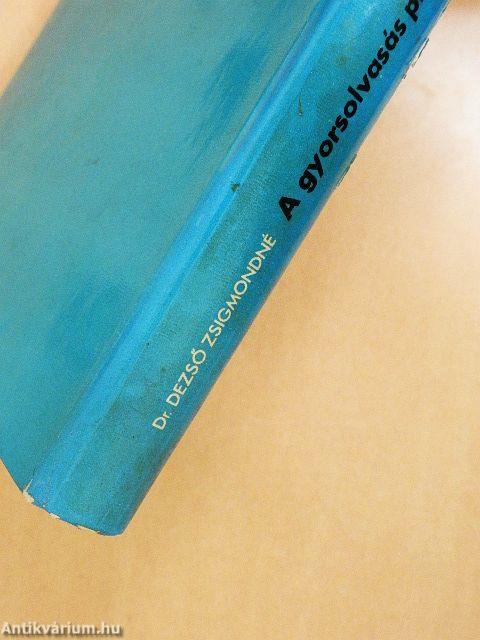 Dr. DEZSŐ ZSIGMONDNÉ
A gyorsolvasás
Antikvárium.hu